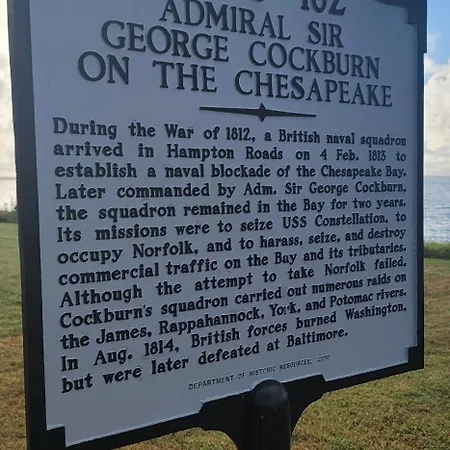 162
ADMIRAL SIR
GEORGE COCKBURN
ON THE CHESAPEAKE
During the War of 1812, a British naval squadron
arrived in Hampton Roads on 4 Feb. 1813 to
establish a naval blockade of the Chesapeake Bay.
Later commanded by Adm. Sir George Cockburn,
the squadron remained in the Bay for two years.
Its missions were to seize USS Constellation, to
occupy Norfolk, and to harass, seize, and destroy
commercial traffic on the Bay and its tributaries.
Although the attempt to take Norfolk failed,
Cockburn's squadron carried out numerous raids on
the James, Rappahannock, York, and Potomac rivers.
In Aug. 1814, British forces burned Washington,
but were later defeated at Baltimore.
DEPARTMENT OF HISTORIC RESOURCES, 2010